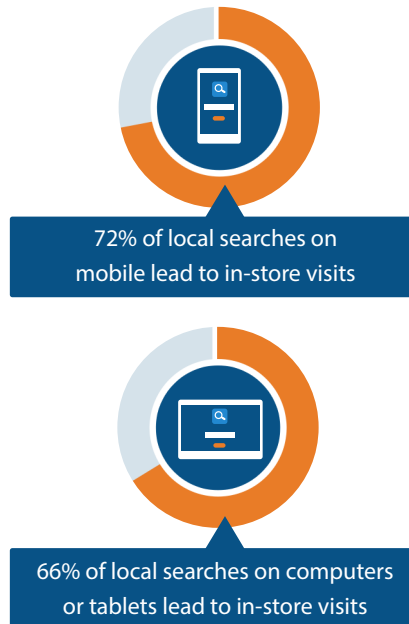 72% of local searches on
mobile lead to in-store visits
66% of local searches on computers
or tablets lead to in-store visits